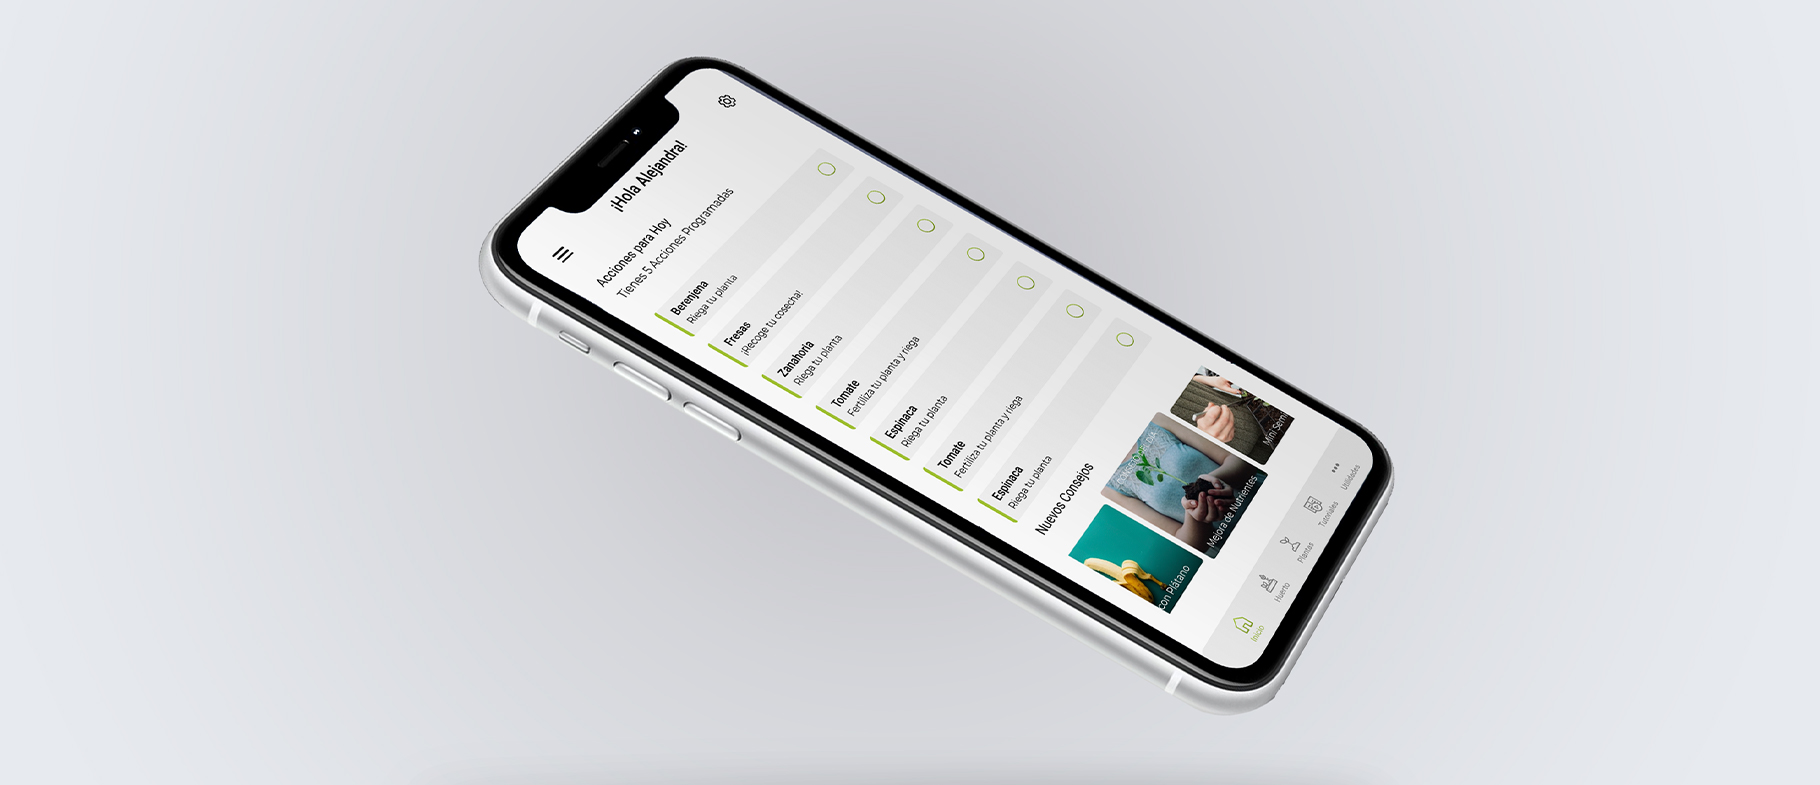 ¡Hola Alejandra!
Acciones para Hoy
Tienes 5 Acciones Programadas
Berenjena
Riega tu planta
Fresas
¡Recoge tu cosecha!
Zanahoria
Riega tu planta
Tomate
Fertiliza tu planta y riega
Espinaca
Riega tu planta
Tomate
Fertiliza tu planta y riega
Espinaca
Riega tu planta
Nuevos Consejos
con Plátano
Mejora de Nutrientes
Mini Sem
Inicio
Huerto
Plantas
Tutoriales
Utilidades